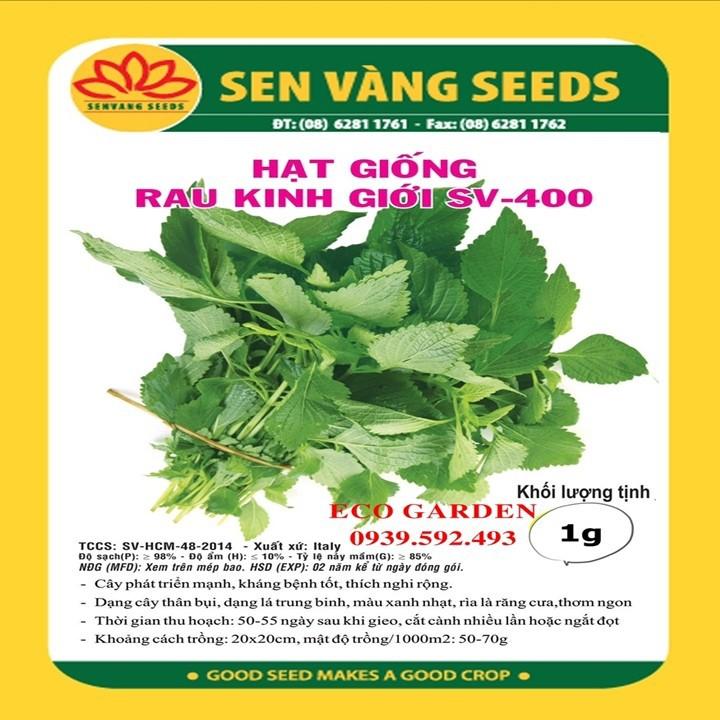 SENVANG SEEDS
SEN VÀNG SEEDS
ĐT: (08) 6281 1761 - Fax: (08) 6281 1762
HẠT GIỐNG
RAU KINH GIỚI SV-400
Khối lượng tịnh
1g
ECO GARDEN
0939.592.493
TCCS: SV-HCM-48-2014 - Xuất xứ: Italy
Độ sạch(P): ≥ 98% - Độ ẩm (H): ≤ 10% - Tỷ lệ nảy mầm(G): ≥ 85%
NĐG (MFD): Xem trên mép bao. HSD (EXP): 02 năm kể từ ngày đóng gói.
- Cây phát triển mạnh, kháng bệnh tốt, thích nghi rộng.
- Dạng cây thân bụi, dạng lá trung bình, màu xanh nhạt, rìa là răng cưa,thơm ngon
- Thời gian thu hoạch: 50-55 ngày sau khi gieo, cắt cành nhiều lần hoặc ngắt đọt
- Khoảng cách trồng: 20x20cm, mật độ trồng/1000m2: 50-70g
• GOOD SEED MAKES A GOOD CROP •